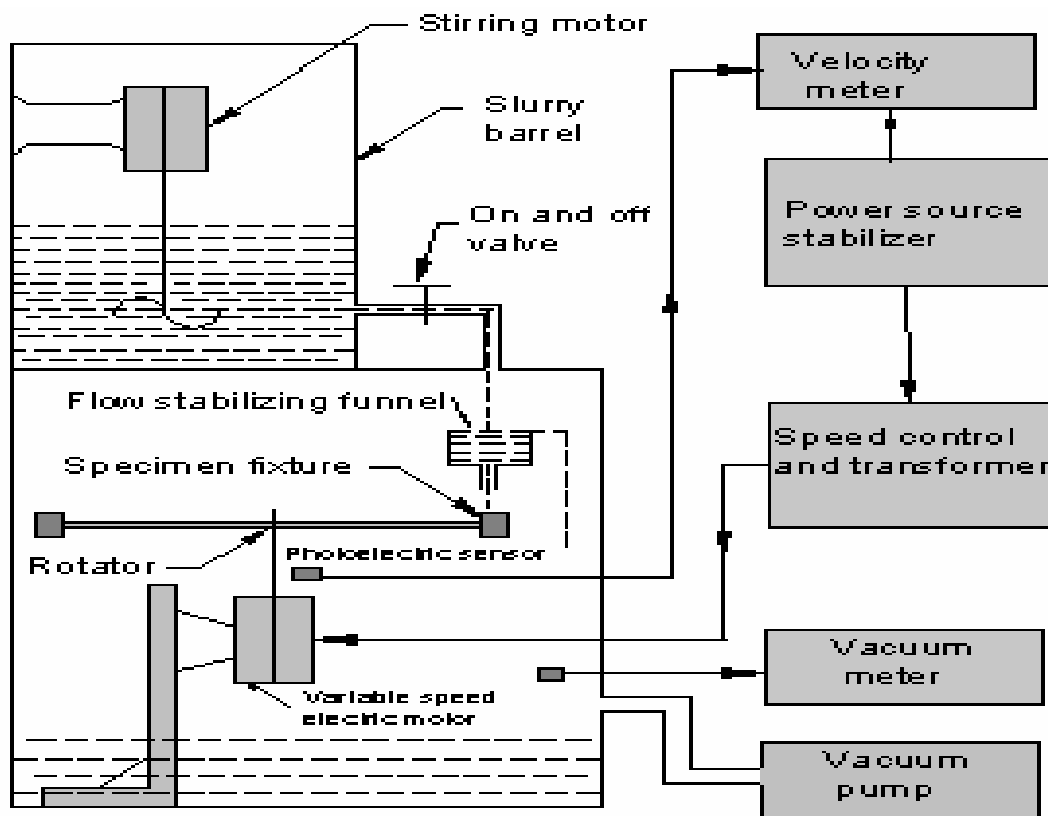 Stirring motor
Slurry
barrel
On and off
valve
Flow stabilizing funnel
Specimen fixture
Rotator
Photoelectric sensor
Variable speed
electric motor
Velocity
meter
Power source
stabilizer
Speed control
and transformer
Vacuum
meter
Vacuum
pump